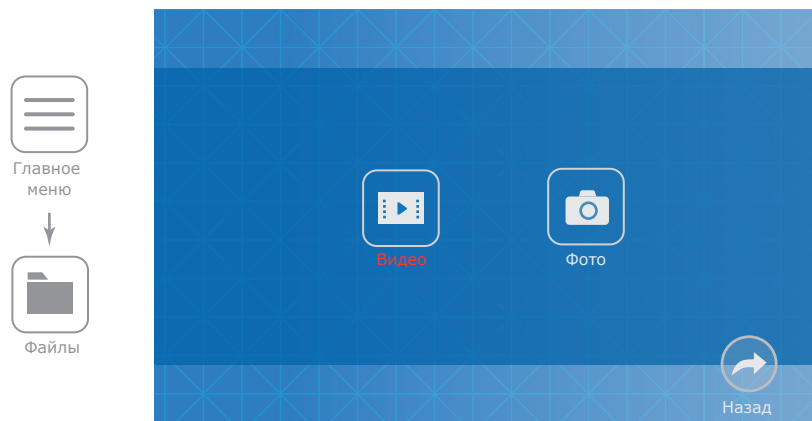 Главное
меню
Файлы
Видео
Фото
Назад